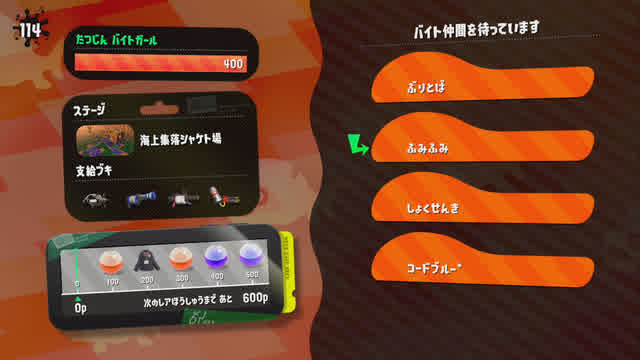 114
たつじん バイトガール
400
ステージ
海上集落シャケト場
支給ブキ
0 100 200 300 400 500
0p
次のレアほうしゅうまで あと 600p
バイト仲間を待っています
ぶりとば
ふみふみ
しょくせんき
コードブルー*